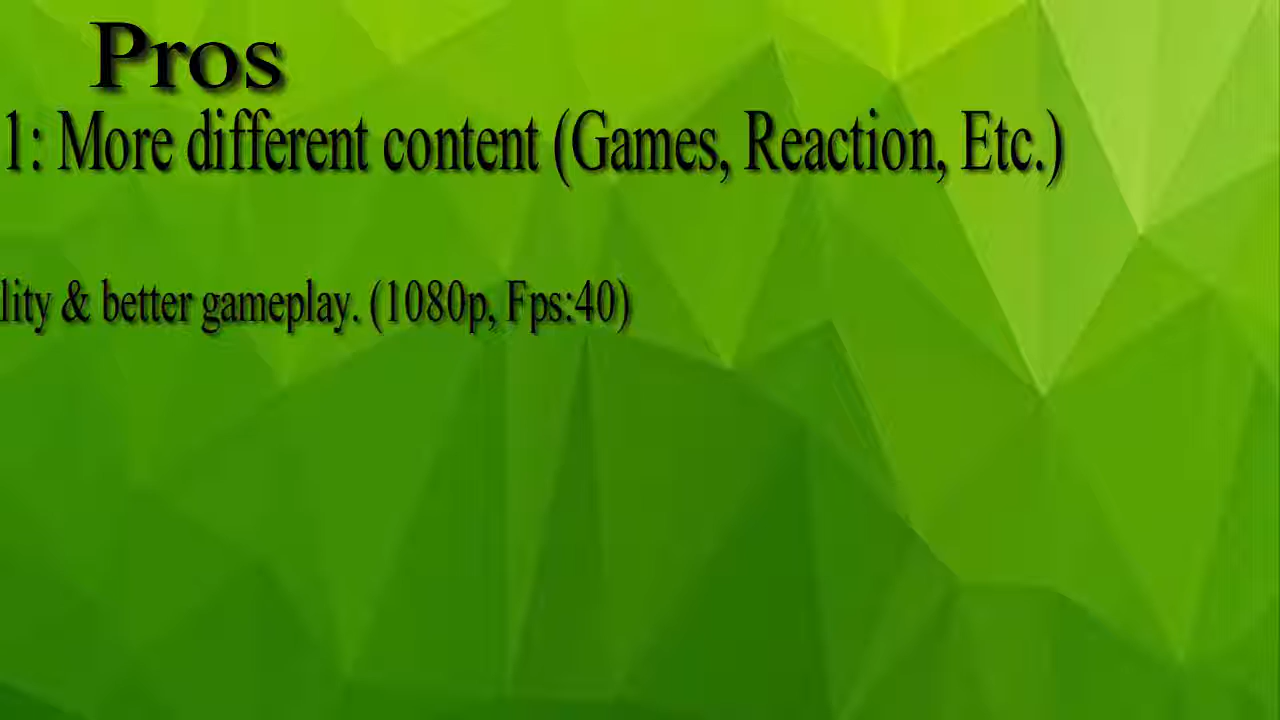 Pros
1: More different content (Games, Reaction, Etc.)
lity & better gameplay. (1080p, Fps:40)